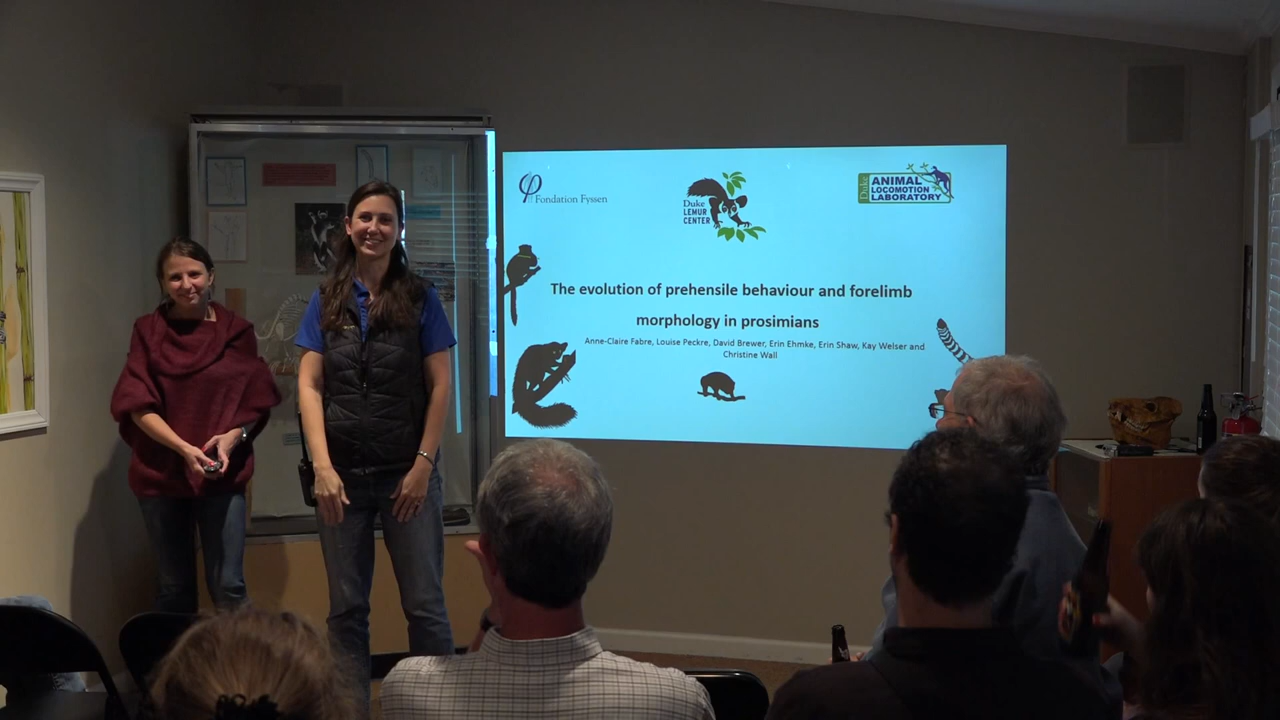 Fondation Fyssen
Duke
LEMUR
CENTER
Duke
ANIMAL
LOCOMOTION
LABORATORY
The evolution of prehensile behaviour and forelimb
morphology in prosimians
Anne-Claire Fabre, Louise Peckre, David Brewer, Erin Ehmke, Erin Shaw, Kay Welser and
Christine Wall